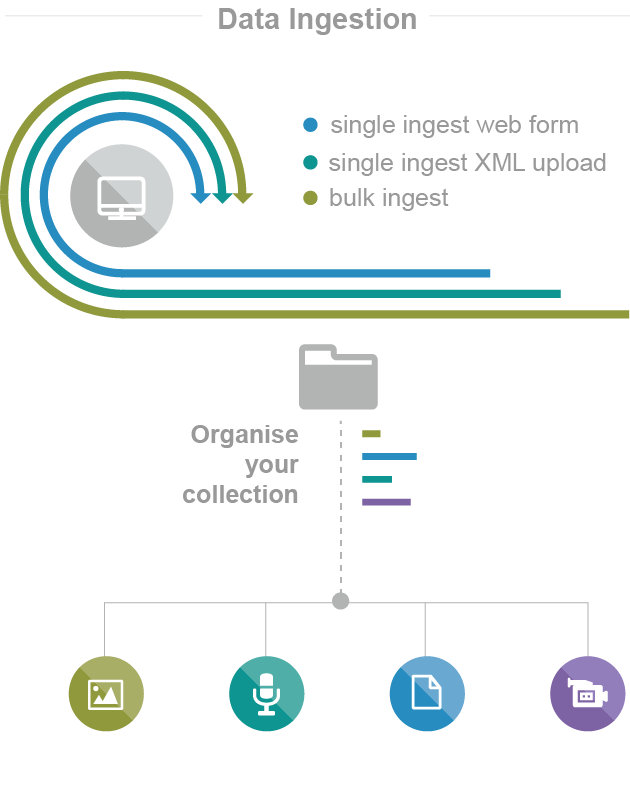 Data Ingestion
single ingest web form
single ingest XML upload
bulk ingest
Organise
your
collection